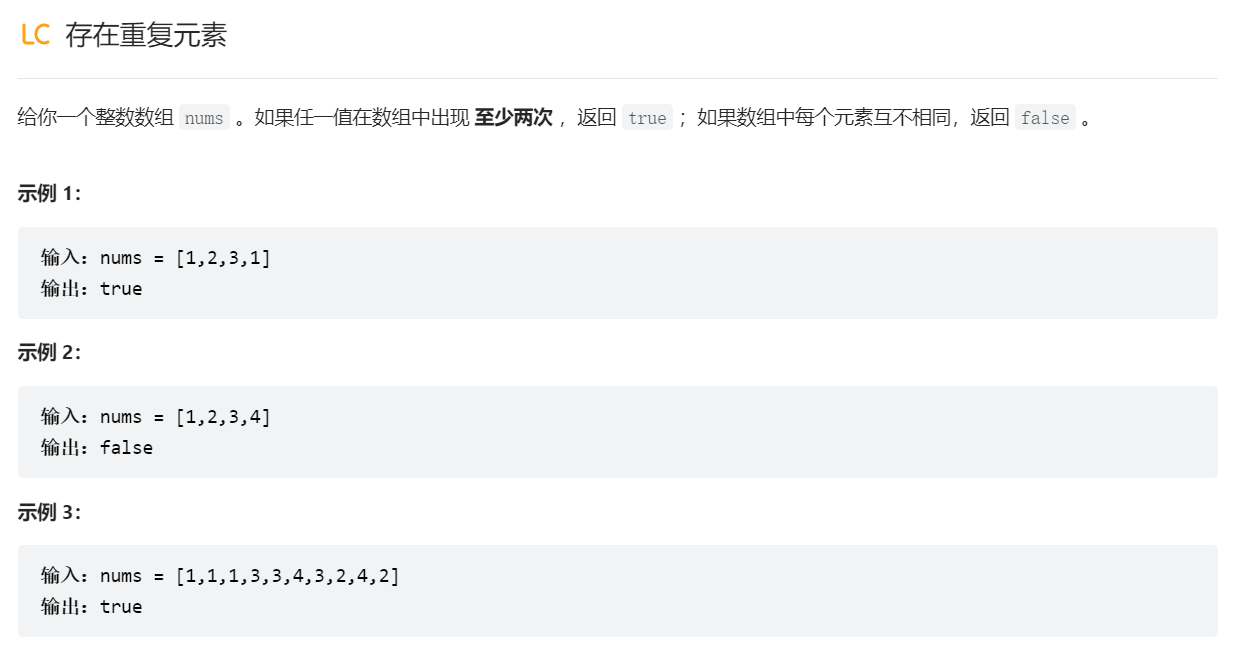 LC 存在重复元素
给你一个整数数组 nums 。如果任一值在数组中出现 至少两次 ，返回 true ；如果数组中每个元素互不相同，返回 false 。
示例 1：
输入：nums = [1,2,3,1]
输出：true
示例 2：
输入：nums = [1,2,3,4]
输出：false
示例 3：
输入：nums = [1,1,1,3,3,4,3,2,4,2]
输出：true